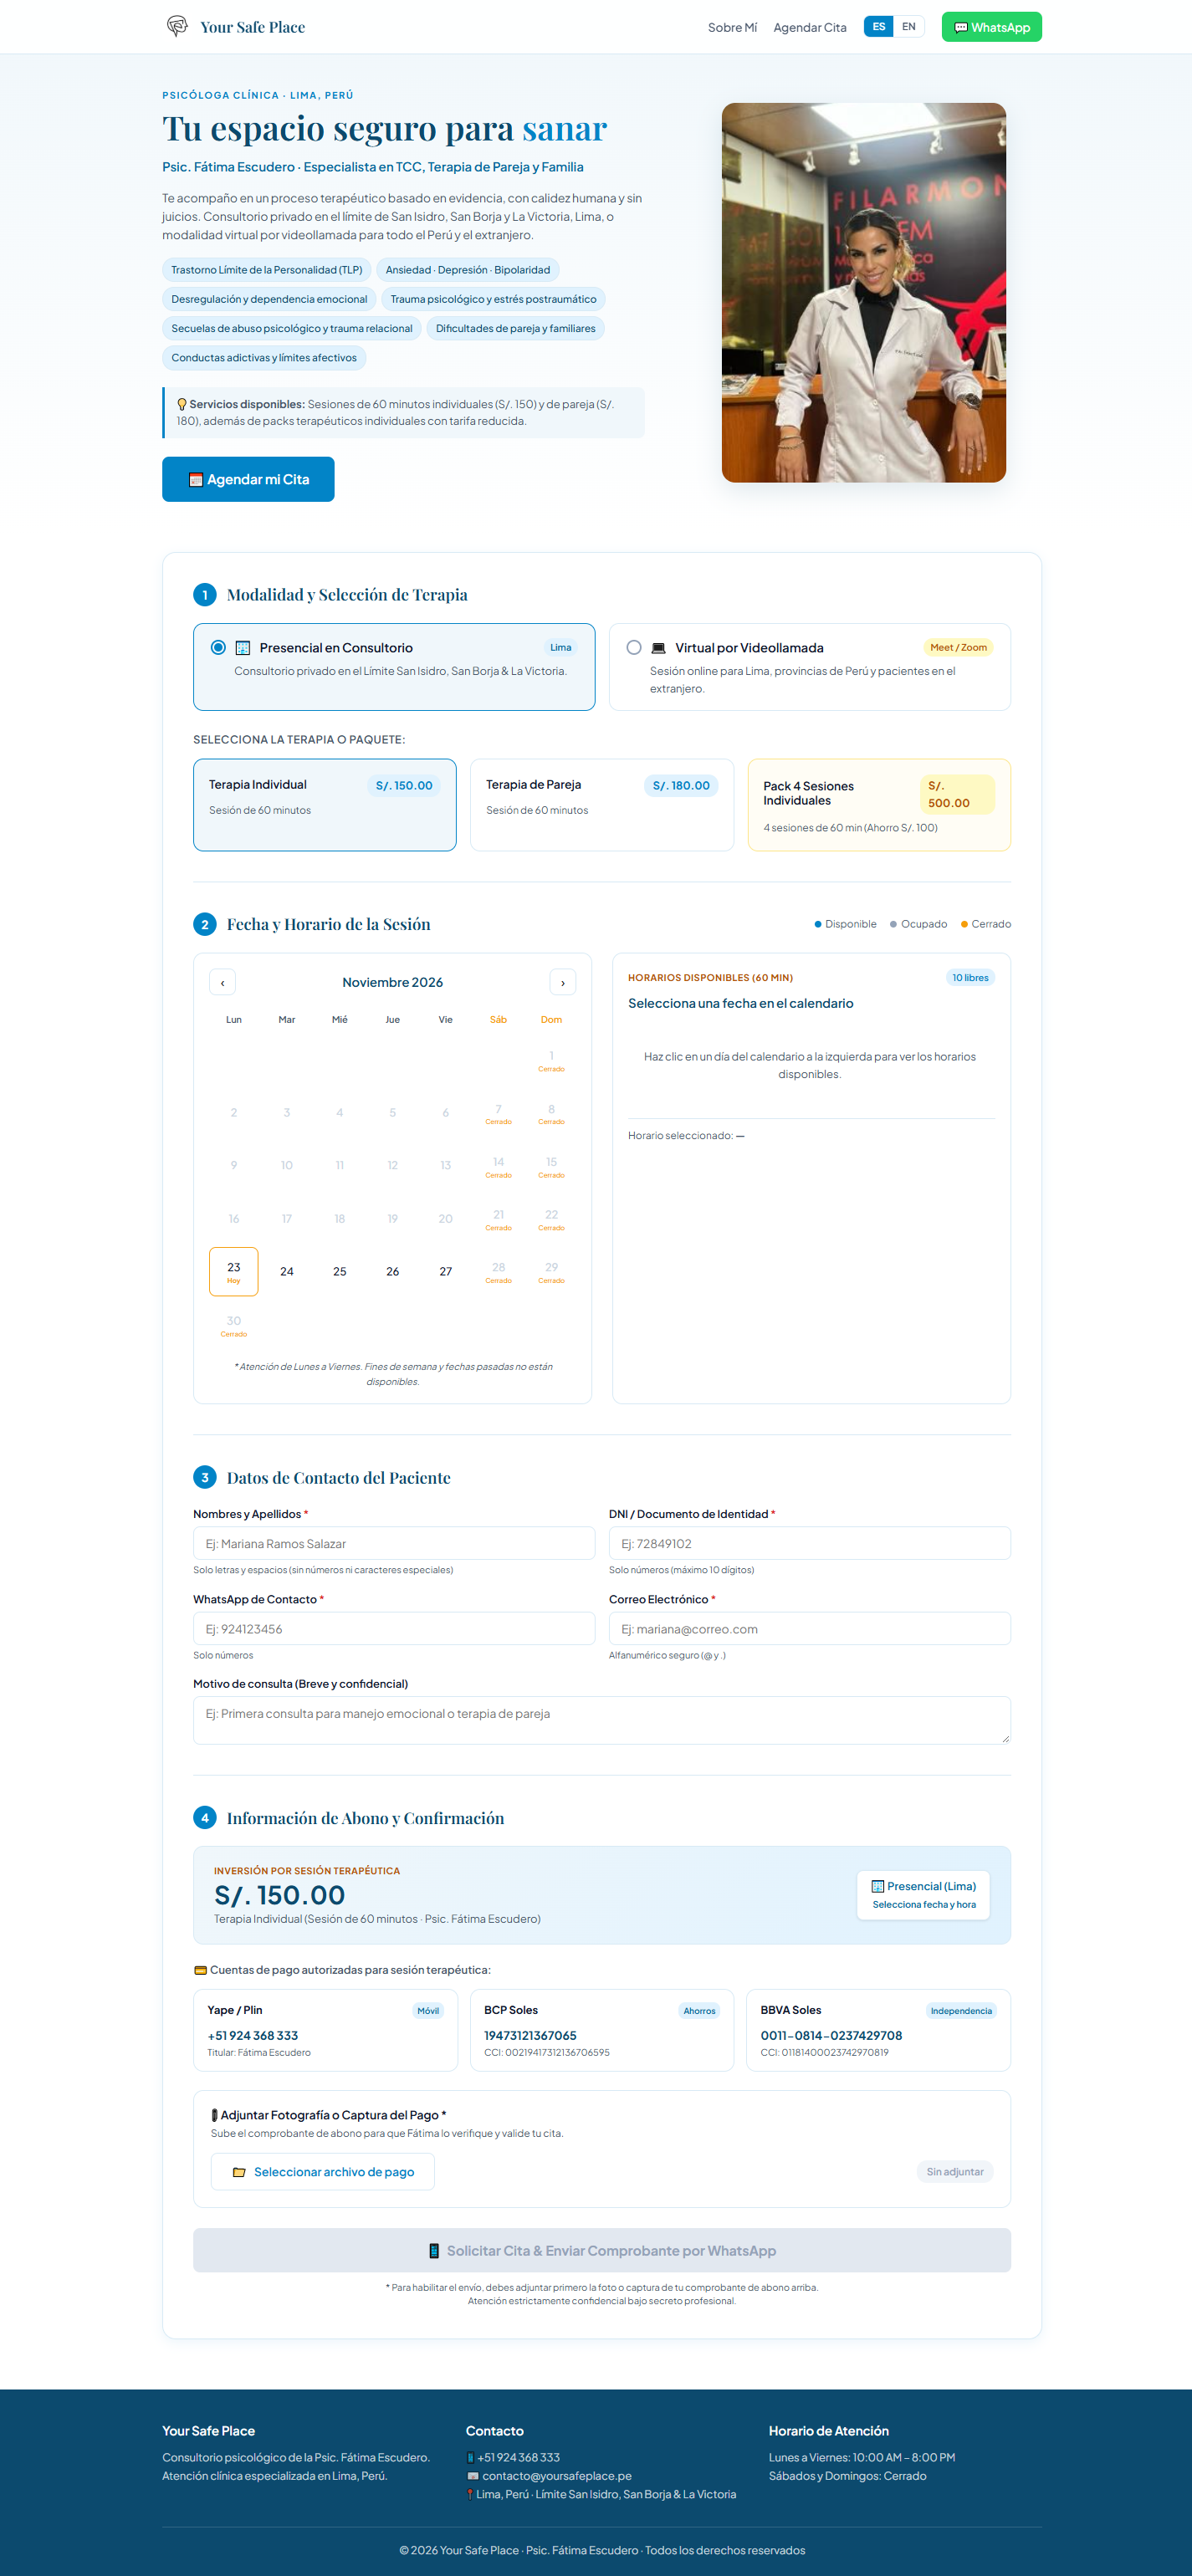 Your Safe Place
Sobre Mí
Agendar Cita
ES
EN
WhatsApp
PSICÓLOGA CLÍNICA · LIMA, PERÚ
Tu espacio seguro para sanar
Psic. Fátima Escudero · Especialista en TCC, Terapia de Pareja y Familia
Te acompaño en un proceso terapéutico basado en evidencia, con calidez humana y sin
juicios. Consultorio privado en el límite de San Isidro, San Borja y La Victoria, Lima, o
modalidad virtual por videollamada para todo el Perú y el extranjero.
Trastorno Límite de la Personalidad (TLP)
Ansiedad · Depresión · Bipolaridad
Desregulación y dependencia emocional
Trauma psicológico y estrés postraumático
Secuelas de abuso psicológico y trauma relacional
Dificultades de pareja y familiares
Conductas adictivas y límites afectivos
Servicios disponibles: Sesiones de 60 minutos individuales (S/. 150) y de pareja (S/.
180), además de packs terapéuticos individuales con tarifa reducida.
Agendar mi Cita
FILARMON
1 Modalidad y Selección de Terapia
Presencial en Consultorio
Lima
Consultorio privado en el Límite San Isidro, San Borja & La Victoria.
Virtual por Videollamada
Meet / Zoom
Sesión online para Lima, provincias de Perú y pacientes en el
extranjero.
SELECCIONA LA TERAPIA O PAQUETE:
Terapia Individual
S/. 150.00
Sesión de 60 minutos
Terapia de Pareja
S/. 180.00
Sesión de 60 minutos
Pack 4 Sesiones
Individuales
S/.
500.00
4 sesiones de 60 min (Ahorro S/. 100)
2 Fecha y Horario de la Sesión
Disponible
Ocupado
Cerrado
‹ Noviembre 2026 ›
Lun Mar Mié Jue Vie Sáb Dom
1
Cerrado
2 3 4 5 6 7 8
Cerrado Cerrado
9 10 11 12 13 14 15
Cerrado Cerrado
16 17 18 19 20 21 22
Cerrado Cerrado
23 24 25 26 27 28 29
Hoy Cerrado Cerrado
30
Cerrado
* Atención de Lunes a Viernes. Fines de semana y fechas pasadas no están
disponibles.
HORARIOS DISPONIBLES (60 MIN)
10 libres
Selecciona una fecha en el calendario
Haz clic en un día del calendario a la izquierda para ver los horarios
disponibles.
Horario seleccionado: —
3 Datos de Contacto del Paciente
Nombres y Apellidos *
Ej: Mariana Ramos Salazar
Solo letras y espacios (sin números ni caracteres especiales)
DNI / Documento de Identidad *
Ej: 72849102
Solo números (máximo 10 dígitos)
WhatsApp de Contacto *
Ej: 924123456
Solo números
Correo Electrónico *
Ej: mariana@correo.com
Alfanumérico seguro (@ y .)
Motivo de consulta (Breve y confidencial)
Ej: Primera consulta para manejo emocional o terapia de pareja
4 Información de Abono y Confirmación
INVERSIÓN POR SESIÓN TERAPÉUTICA
S/. 150.00
Terapia Individual (Sesión de 60 minutos · Psic. Fátima Escudero)
Presencial (Lima)
Selecciona fecha y hora
Cuentas de pago autorizadas para sesión terapéutica:
Yape / Plin
Móvil
+51 924 368 333
Titular: Fátima Escudero
BCP Soles
Ahorros
19473121367065
CCI: 00219417312136706595
BBVA Soles
Independencia
0011-0814-0237429708
CCI: 01181400023742970819
Adjuntar Fotografía o Captura del Pago *
Sube el comprobante de abono para que Fátima lo verifique y valide tu cita.
Seleccionar archivo de pago
Sin adjuntar
Solicitar Cita & Enviar Comprobante por WhatsApp
* Para habilitar el envío, debes adjuntar primero la foto o captura de tu comprobante de abono arriba.
Atención estrictamente confidencial bajo secreto profesional.
Your Safe Place
Consultorio psicológico de la Psic. Fátima Escudero.
Atención clínica especializada en Lima, Perú.
Contacto
+51 924 368 333
contacto@yoursafeplace.pe
Lima, Perú · Límite San Isidro, San Borja & La Victoria
Horario de Atención
Lunes a Viernes: 10:00 AM – 8:00 PM
Sábados y Domingos: Cerrado
© 2026 Your Safe Place · Psic. Fátima Escudero · Todos los derechos reservados